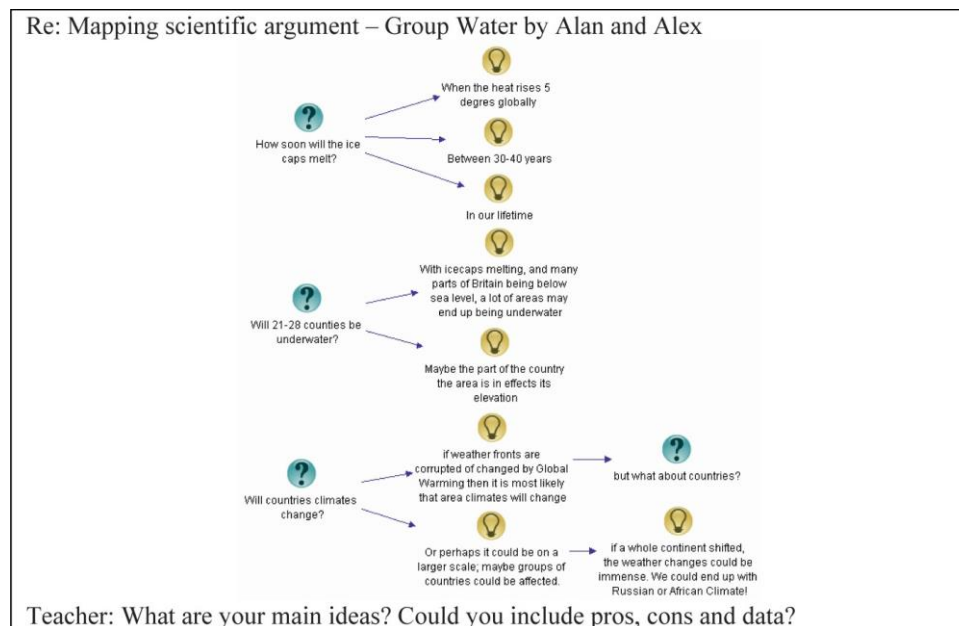 Re: Mapping scientific argument – Group Water by Alan and Alex
When the heat rises 5
degres globally
How soon will the ice
caps melt?
Between 30-40 years
In our lifetime
With icecaps melting, and many
parts of Britain being below
sea level, a lot of areas may
end up being underwater
Will 21-28 counties be
underwater?
Maybe the part of the country
the area is in effects its
elevation
if weather fronts are
corrupted of changed by Global
Warming then it is most likely
that area climates will change
but what about countries?
Will countries climates
change?
Or perhaps it could be on a
larger scale; maybe groups of
countries could be affected.
if a whole continent shifted,
the weather changes could be
immense. We could end up with
Russian or African Climate!
Teacher: What are your main ideas? Could you include pros, cons and data?